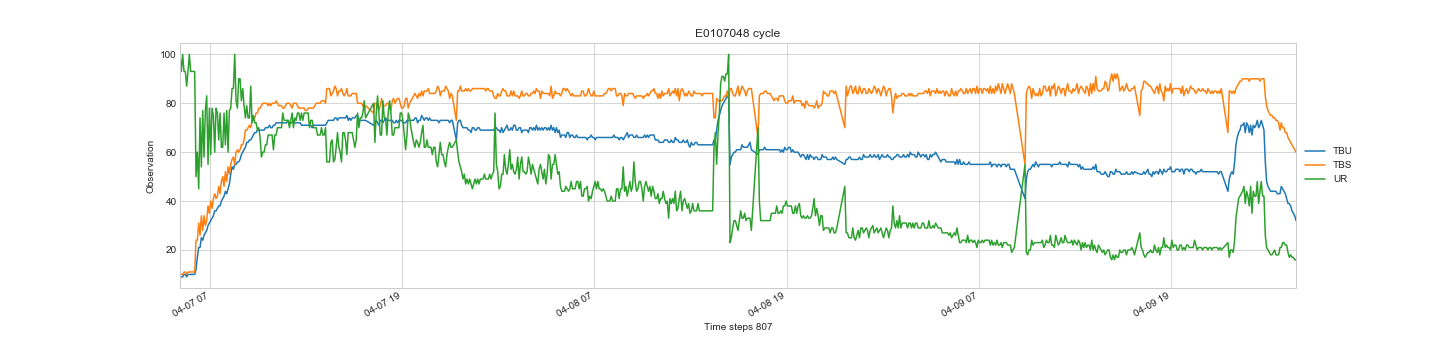 E0107048 cycle
Observation
100
80
60
40
20
04-07 07
04-07 19
04-08 07
04-08 19
04-09 07
04-09 19
Time steps 807
TBU
TBS
UR